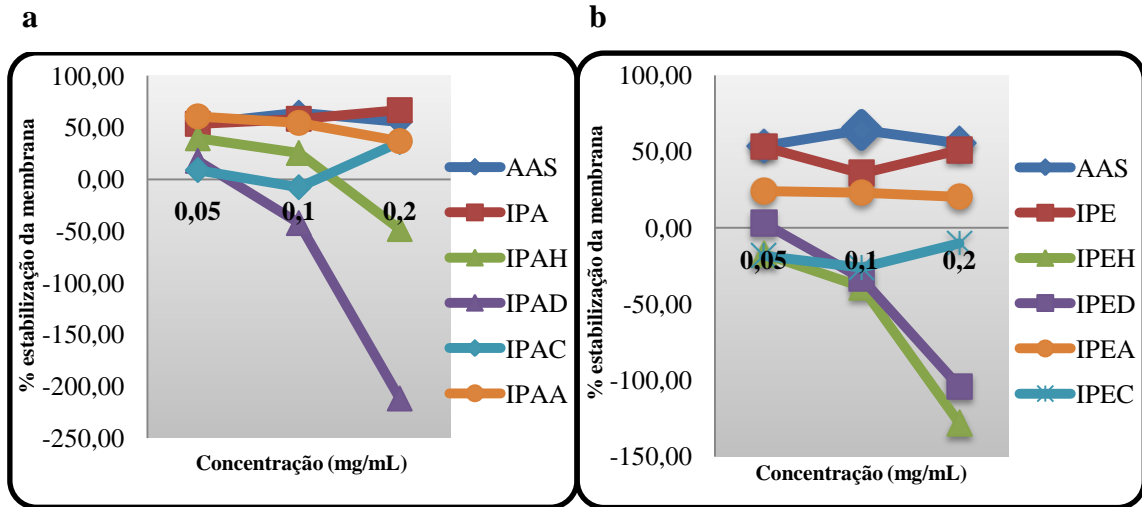 a
% estabilização da membrana
100,00
50,00
0,00
-50,00
-100,00
-150,00
-200,00
-250,00
0,05
0,1
0,2
Concentração (mg/mL)
AAS
IPA
IPAH
IPAD
IPAC
IPAA
b
% estabilização da membrana
100,00
50,00
0,00
-50,00
-100,00
-150,00
0,05
0,1
0,2
Concentração (mg/mL)
AAS
IPE
IPEH
IPED
IPEA
IPEC